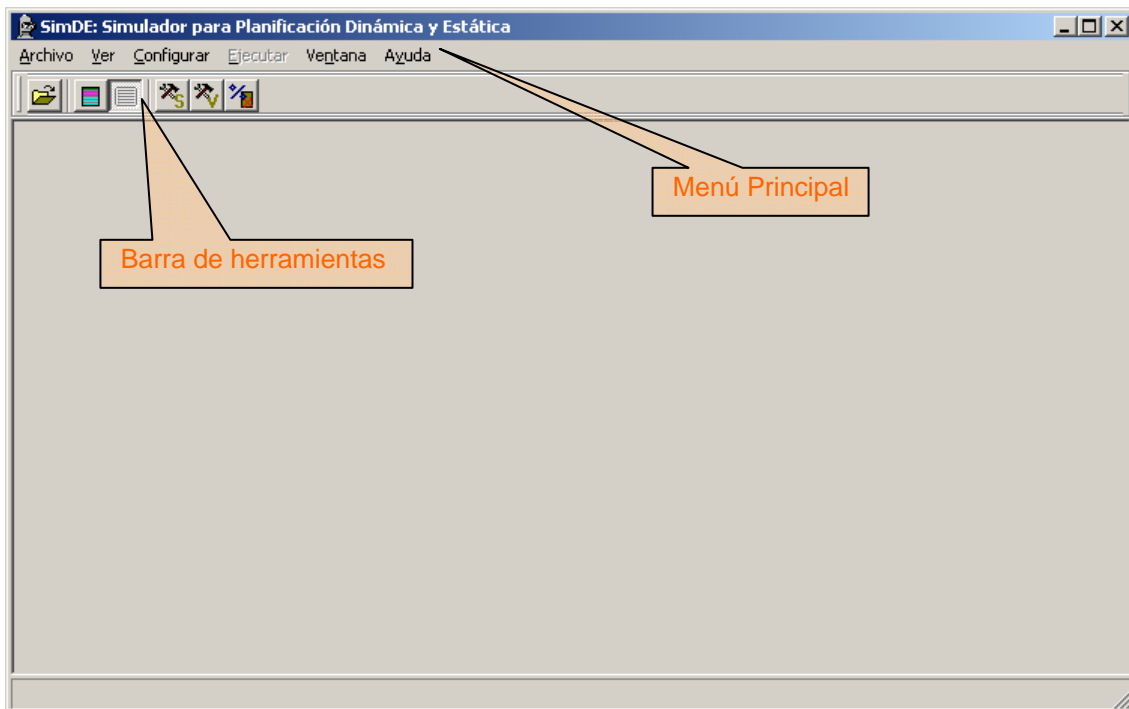 SimDE: Simulador para Planificación Dinámica y Estática
Archivo Ver Configurar Ejecutar Ventana Ayuda
S V
Menú Principal
Barra de herramientas